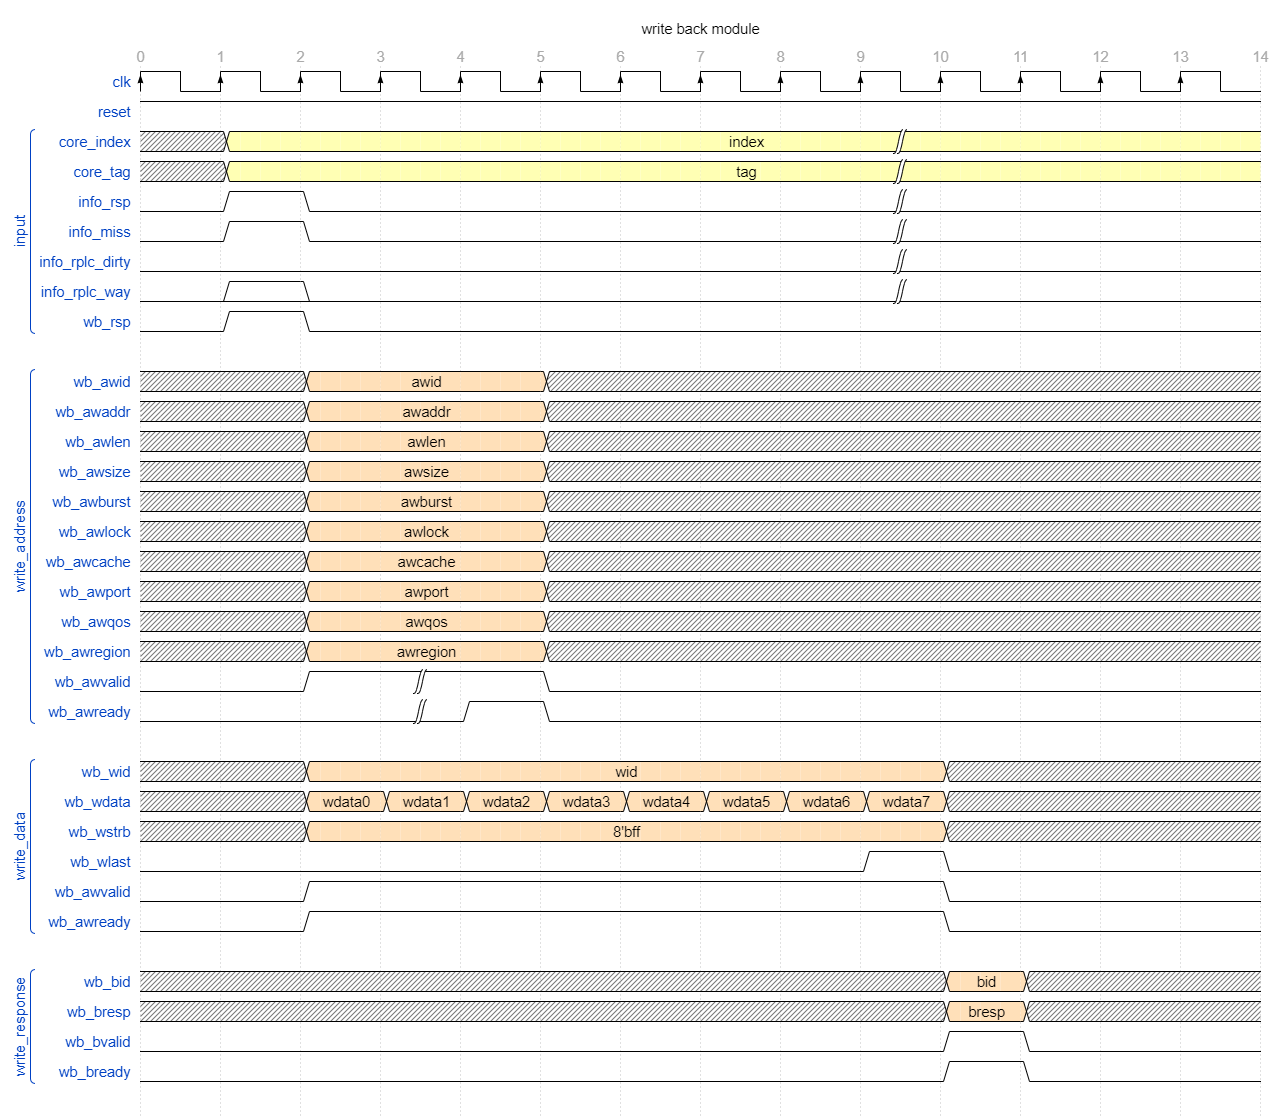 write back module
0 1 2 3 4 5 6 7 8 9 10 11 12 13 14
clk
reset
input
core_index index
core_tag tag
info_rsp
info_miss
info_rplc_dirty
info_rplc_way
wb_rsp
write_address
wb_awid awid
wb_awaddr awaddr
wb_awlen awlen
wb_awsize awsize
wb_awburst awburst
wb_awlock awlock
wb_awcache awcache
wb_awport awport
wb_awqos awqos
wb_awregion awregion
wb_awvalid
wb_awready
write_data
wb_wid wid
wb_wdata wdata0 wdata1 wdata2 wdata3 wdata4 wdata5 wdata6 wdata7
wb_wstrb 8'bff
wb_wlast
wb_awvalid
wb_awready
write_response
wb_bid bid
wb_bresp bresp
wb_bvalid
wb_bready